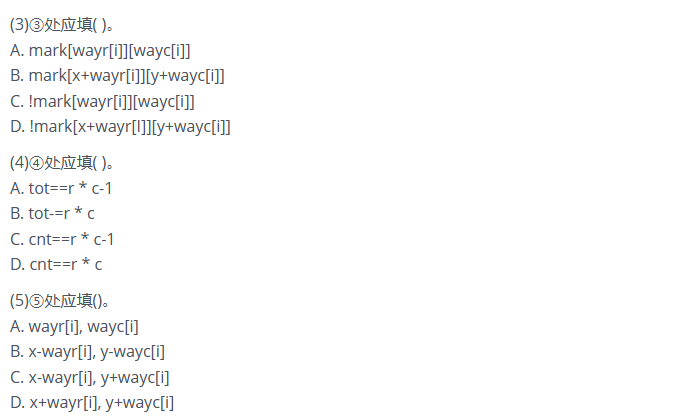 (3)③处应填( )。
A. mark[wayr[i]][wayc[i]]
B. mark[x+wayr[i]][y+wayc[i]]
C. !mark[wayr[i]][wayc[i]]
D. !mark[x+wayr[l]][y+wayc[i]]
(4)④处应填( )。
A. tot==r * c-1
B. tot-=r * c
C. cnt==r * c-1
D. cnt==r * c
(5)⑤处应填()。
A. wayr[i], wayc[i]
B. x-wayr[i], y-wayc[i]
C. x-wayr[i], y+wayc[i]
D. x+wayr[i], y+wayc[i]